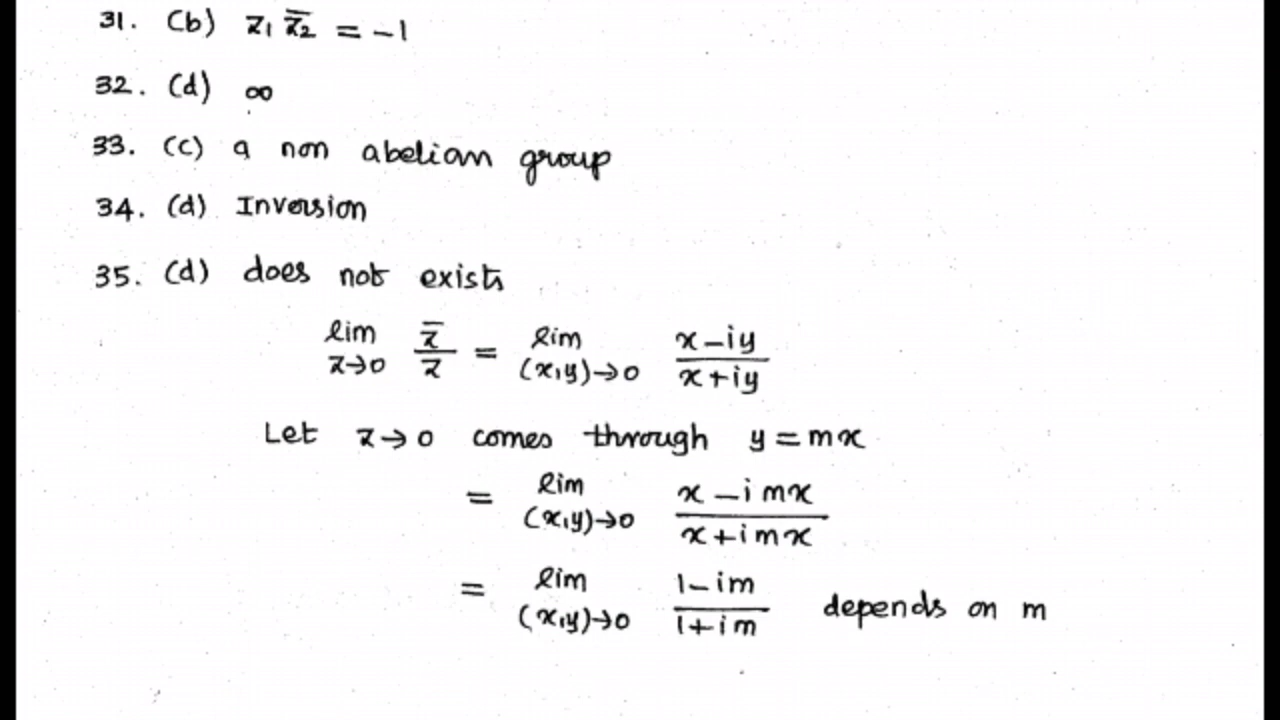 31. (b) z₁ z̄₂ = -1
32. (d) ∞
33. (c) a non abelian group
34. (d) Inversion
35. (d) does not exists
lim z→0 z̄/z = lim (x,y)→0 (x-iy)/(x+iy)
Let z→0 comes through y=mx
= lim (x,y)→0 (x-imx)/(x+imx)
= lim (x,y)→0 (1-im)/(1+im) depends on m